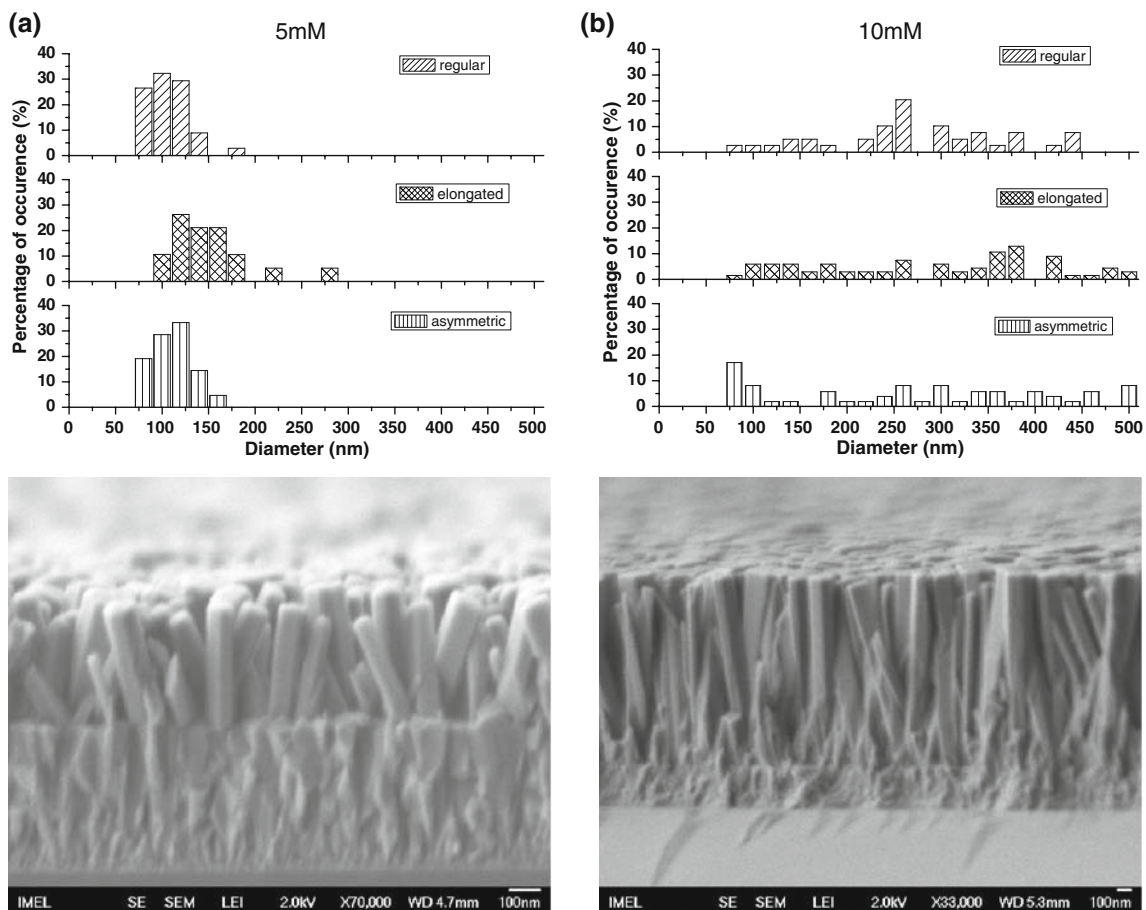 (a)
5mM
Percentage of occurence (%)
40
30
20
10
0
regular
40
30
20
10
0
elongated
40
30
20
10
0
asymmetric
0 50 100 150 200 250 300 350 400 450 500
Diameter (nm)
(b)
10mM
Percentage of occurence (%)
40
30
20
10
0
regular
40
30
20
10
0
elongated
40
30
20
10
0
asymmetric
0 50 100 150 200 250 300 350 400 450 500
Diameter (nm)
IMEL SE SEM LEI 2.0kV X70,000 WD 4.7mm 100nm
IMEL SE SEM LEI 2.0kV X33,000 WD 5.3mm 100nm